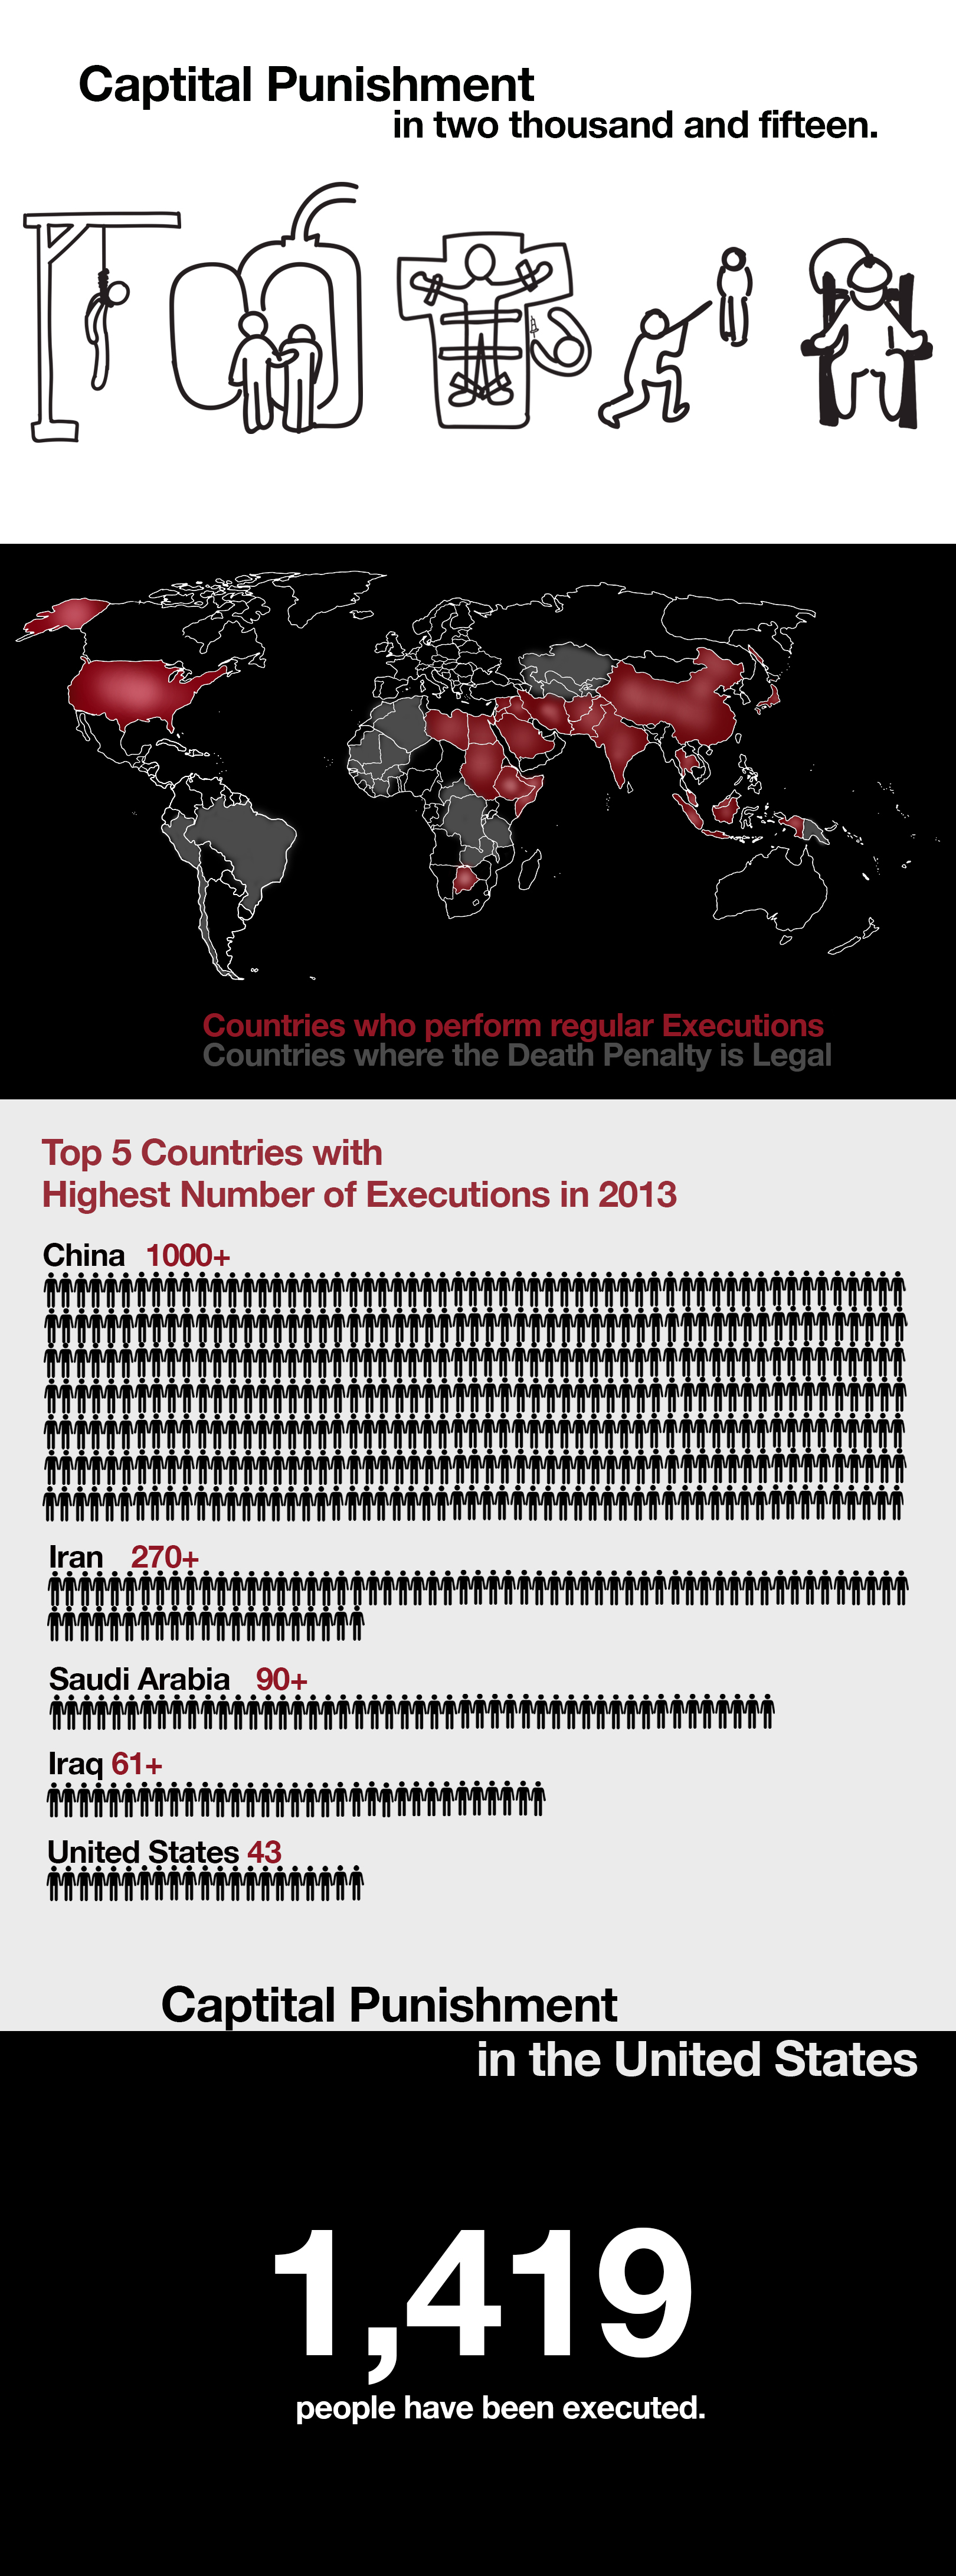 Captital Punishment
in two thousand and fifteen.
Countries who perform regular Executions
Countries where the Death Penalty is Legal
Top 5 Countries with
Highest Number of Executions in 2013
China 1000+
Iran 270+
Saudi Arabia 90+
Iraq 61+
United States 43
Captital Punishment
in the United States
1,419
people have been executed.